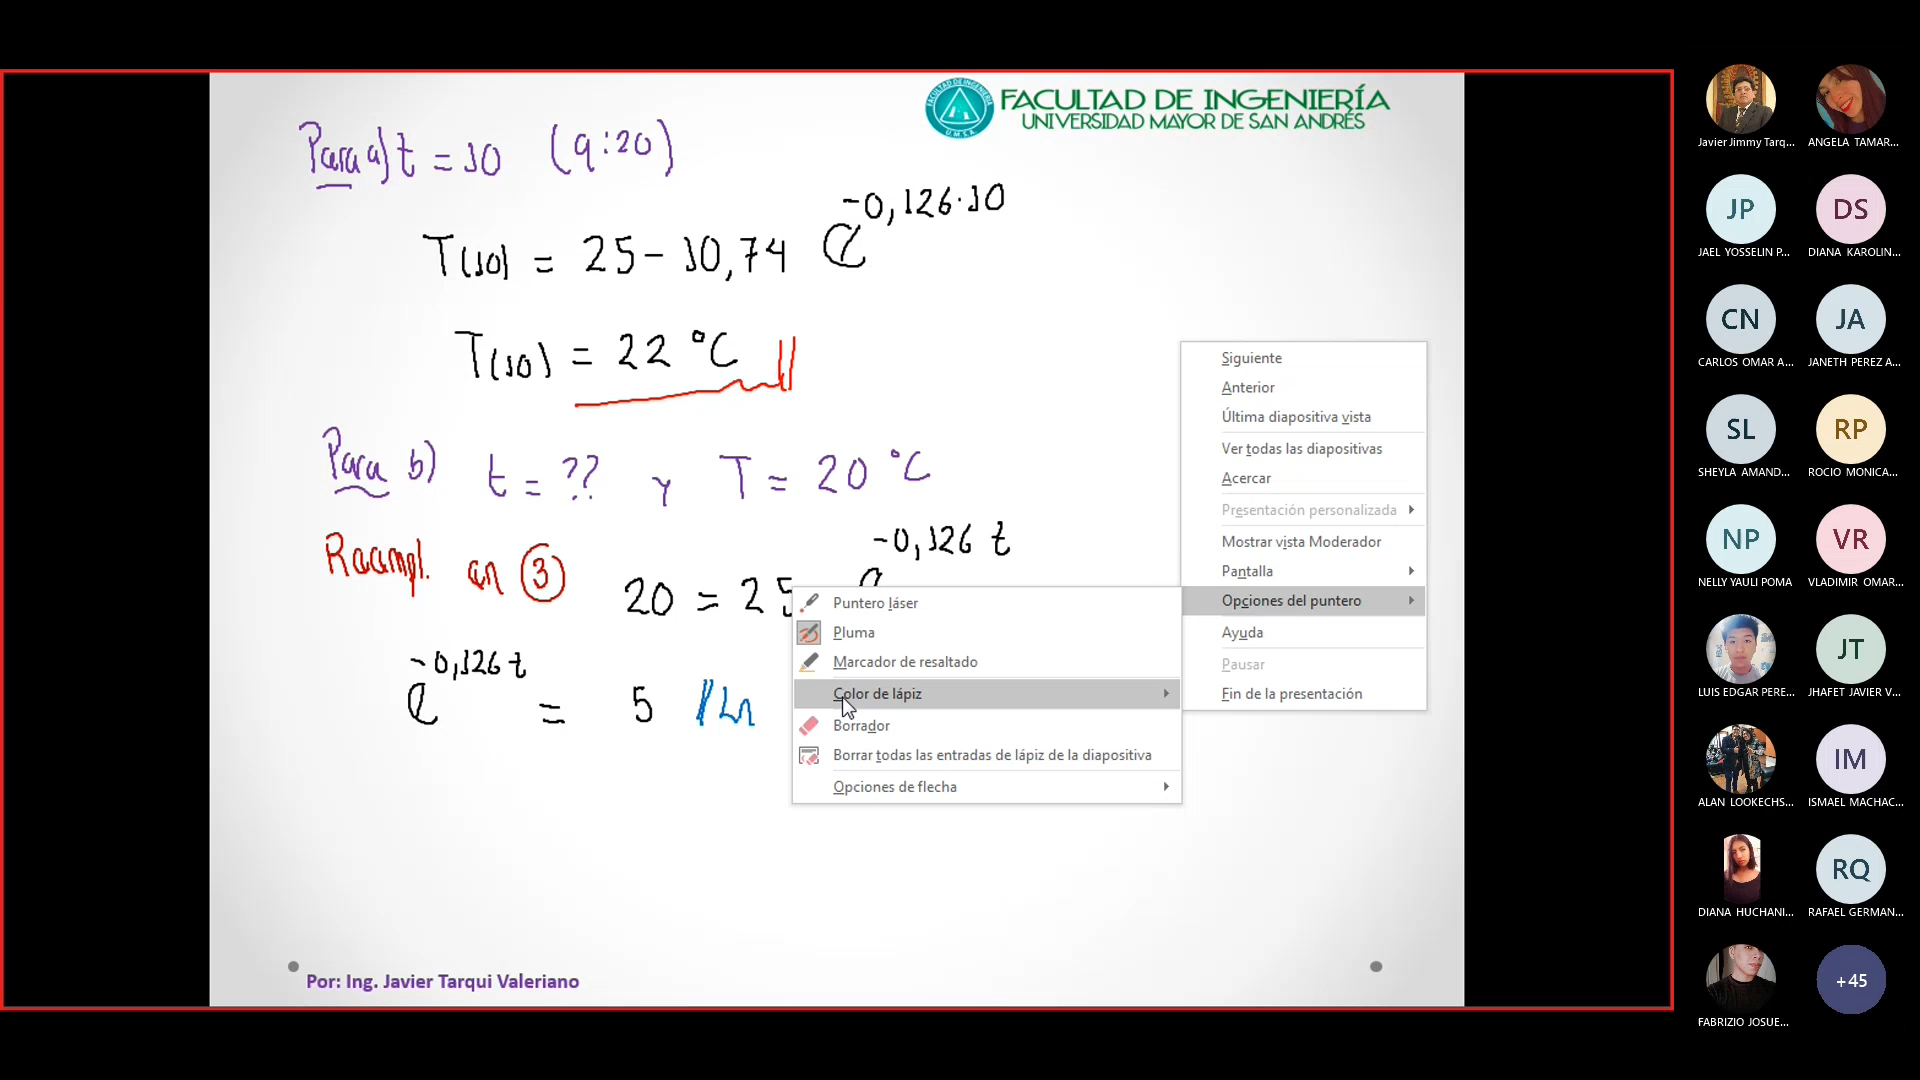 FACULTAD DE INGENIERÍA
UNIVERSIDAD MAYOR DE SAN ANDRÉS
U.M.S.A.
Para a) t = 10 (9:20)
T(10) = 25 - 10,74 e^-0,126·10
T(10) = 22 °C
Para b) t = ?? y T = 20 °C
Reempl. en 3
20 = 25 e^-0,126 t
e^-0,126 t = 5 // Ln
Siguiente
Anterior
Última diapositiva vista
Ver todas las diapositivas
Acercar
Presentación personalizada
Mostrar vista Moderador
Pantalla
Opciones del puntero
Ayuda
Pausar
Fin de la presentación
Puntero láser
Pluma
Marcador de resaltado
Color de lápiz
Borrador
Borrar todas las entradas de lápiz de la diapositiva
Opciones de flecha
Por: Ing. Javier Tarqui Valeriano
Javier Jimmy Tarq...
ANGELA TAMAR...
JP
DS
JAEL YOSSELIN P...
DIANA KAROLIN...
CN
JA
CARLOS OMAR A...
JANETH PEREZ A...
SL
RP
SHEYLA AMAND...
ROCIO MONICA...
NP
VR
NELLY YAULI POMA
VLADIMIR OMAR...
JT
LUIS EDGAR PERE...
JHAFET JAVIER V...
IM
ALAN LOOKECHS...
ISMAEL MACHAC...
RQ
DIANA HUCHANI...
RAFAEL GERMAN...
+45
FABRIZIO JOSUE...